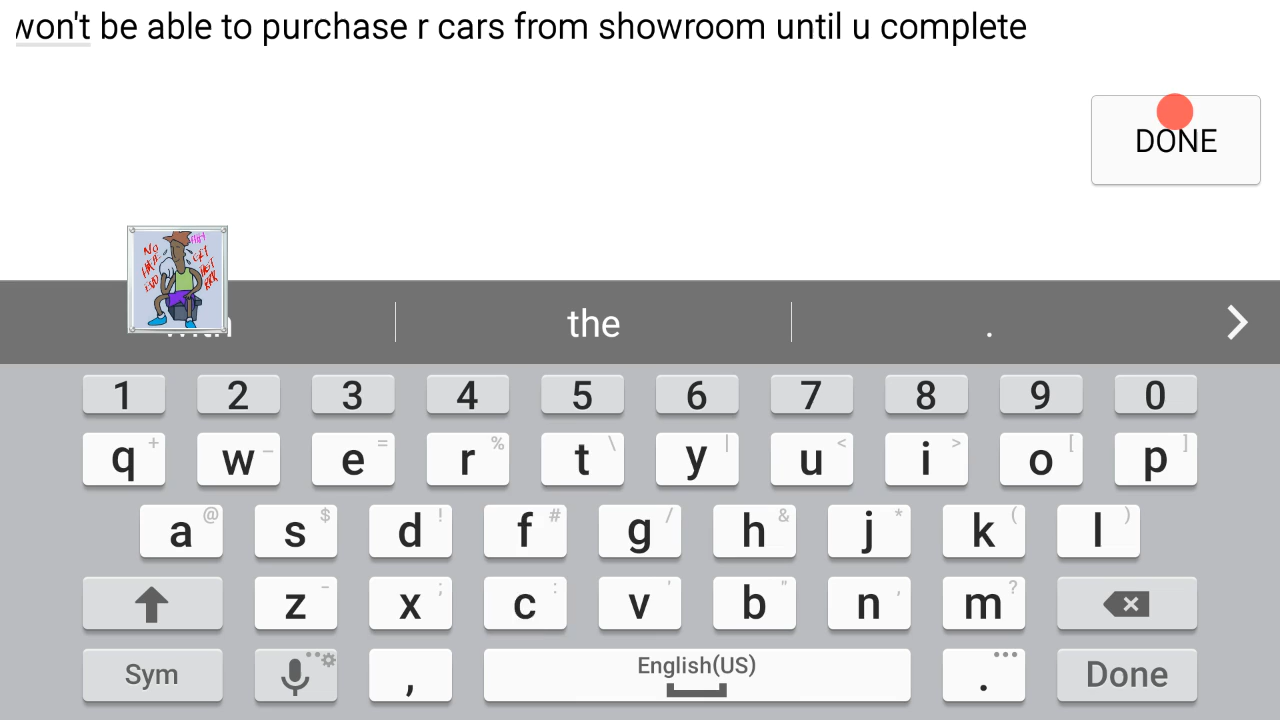 won't be able to purchase r cars from showroom until u complete
DONE
the
.
1 2 3 4 5 6 7 8 9 0
q + w _ e = r % t \ y | u < i > o [ p ]
a @ s $ d ! f # g / h & j * k ( l )
z - x ; c : v ' b " n , m ?
Sym , English(US) . Done